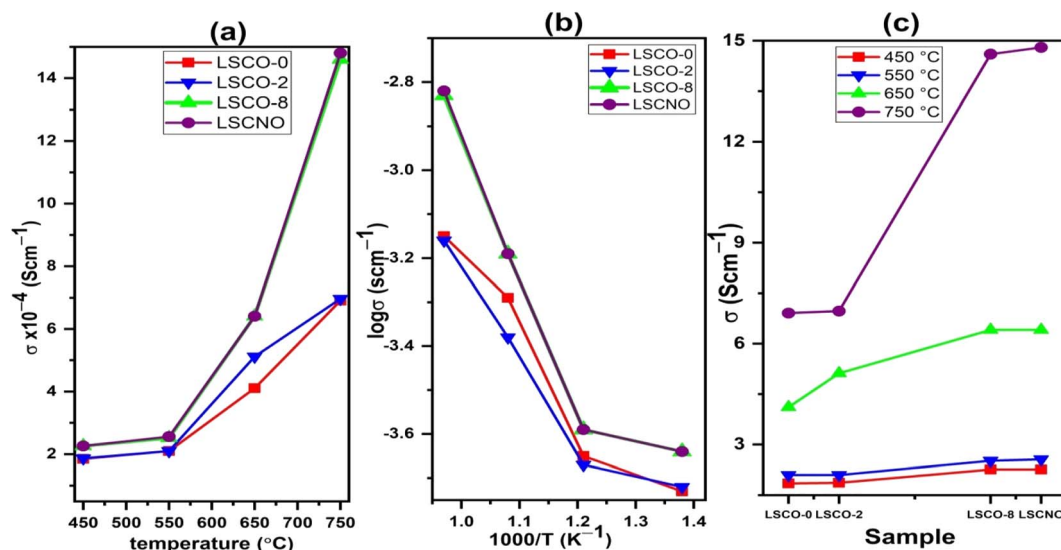 (a)
LSCO-0
LSCO-2
LSCO-8
LSCNO
14
12
10
8
6
4
2
σ x10⁻⁴ (Scm⁻¹)
450 500 550 600 650 700 750
temperature (°C)
(b)
LSCO-0
LSCO-2
LSCO-8
LSCNO
-2.8
-3.0
-3.2
-3.4
-3.6
logσ (scm⁻¹)
1.0 1.1 1.2 1.3 1.4
1000/T (K⁻¹)
(c)
450 °C
550 °C
650 °C
750 °C
15
12
9
6
3
σ (Scm⁻¹)
LSCO-0 LSCO-2 LSCO-8 LSCNO
Sample